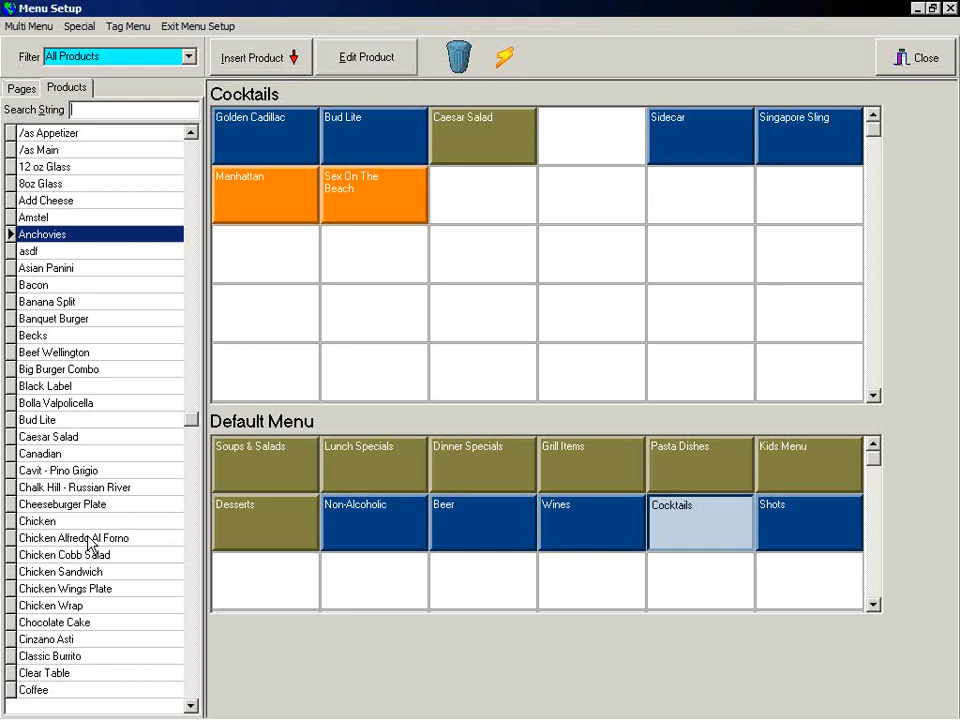 Menu Setup
Multi Menu Special Tag Menu Exit Menu Setup
Filter All Products Insert Product Edit Product Close
Pages Products
Search String
/as Appetizer
/as Main
12 oz Glass
8oz Glass
Add Cheese
Amstel
Anchovies
asdf
Asian Panini
Bacon
Banana Split
Banquet Burger
Becks
Beef Wellington
Big Burger Combo
Black Label
Bolla Valpolicella
Bud Lite
Caesar Salad
Canadian
Cavit - Pino Grigio
Chalk Hill - Russian River
Cheeseburger Plate
Chicken
Chicken Alfredo Al Forno
Chicken Cobb Salad
Chicken Sandwich
Chicken Wings Plate
Chicken Wrap
Chocolate Cake
Cinzano Asti
Classic Burrito
Clear Table
Coffee
Cocktails
Golden Cadillac Bud Lite Caesar Salad Sidecar Singapore Sling
Manhattan Sex On The
Beach
Default Menu
Soups & Salads Lunch Specials Dinner Specials Grill Items Pasta Dishes Kids Menu
Desserts Non-Alcoholic Beer Wines Cocktails Shots